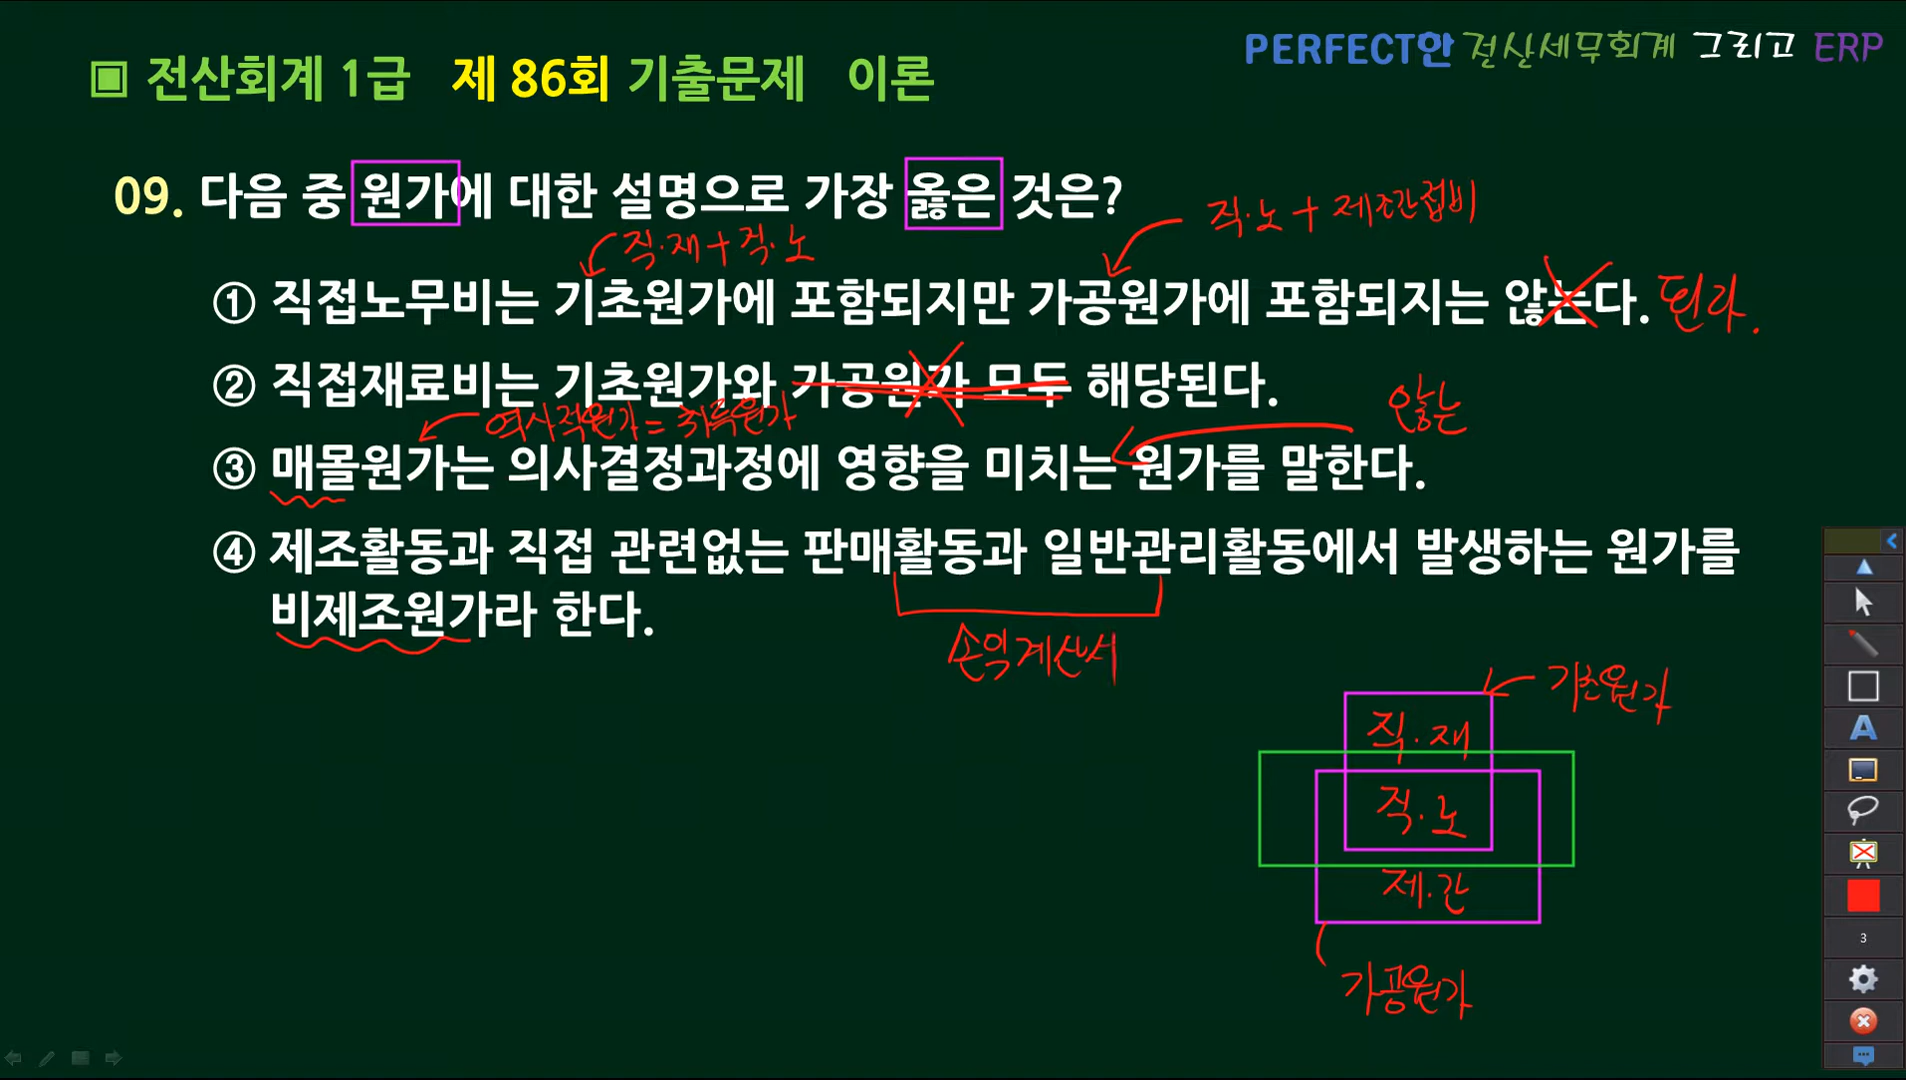 PERFECT한 전산세무회계 그리고 ERP
▣ 전산회계 1급 제 86회 기출문제 이론
09. 다음 중 원가에 대한 설명으로 가장 옳은 것은?
직·노 + 제조간접비
직·재 + 직·노
① 직접노무비는 기초원가에 포함되지만 가공원가에 포함되지는 않는다. 된다.
② 직접재료비는 기초원가와 가공원가 모두 해당된다.
않는
역사적원가 = 취득원가
③ 매몰원가는 의사결정과정에 영향을 미치는 원가를 말한다.
④ 제조활동과 직접 관련없는 판매활동과 일반관리활동에서 발생하는 원가를
비제조원가라 한다.
손익계산서
기초원가
직·재
직·노
제·간
가공원가
A
3